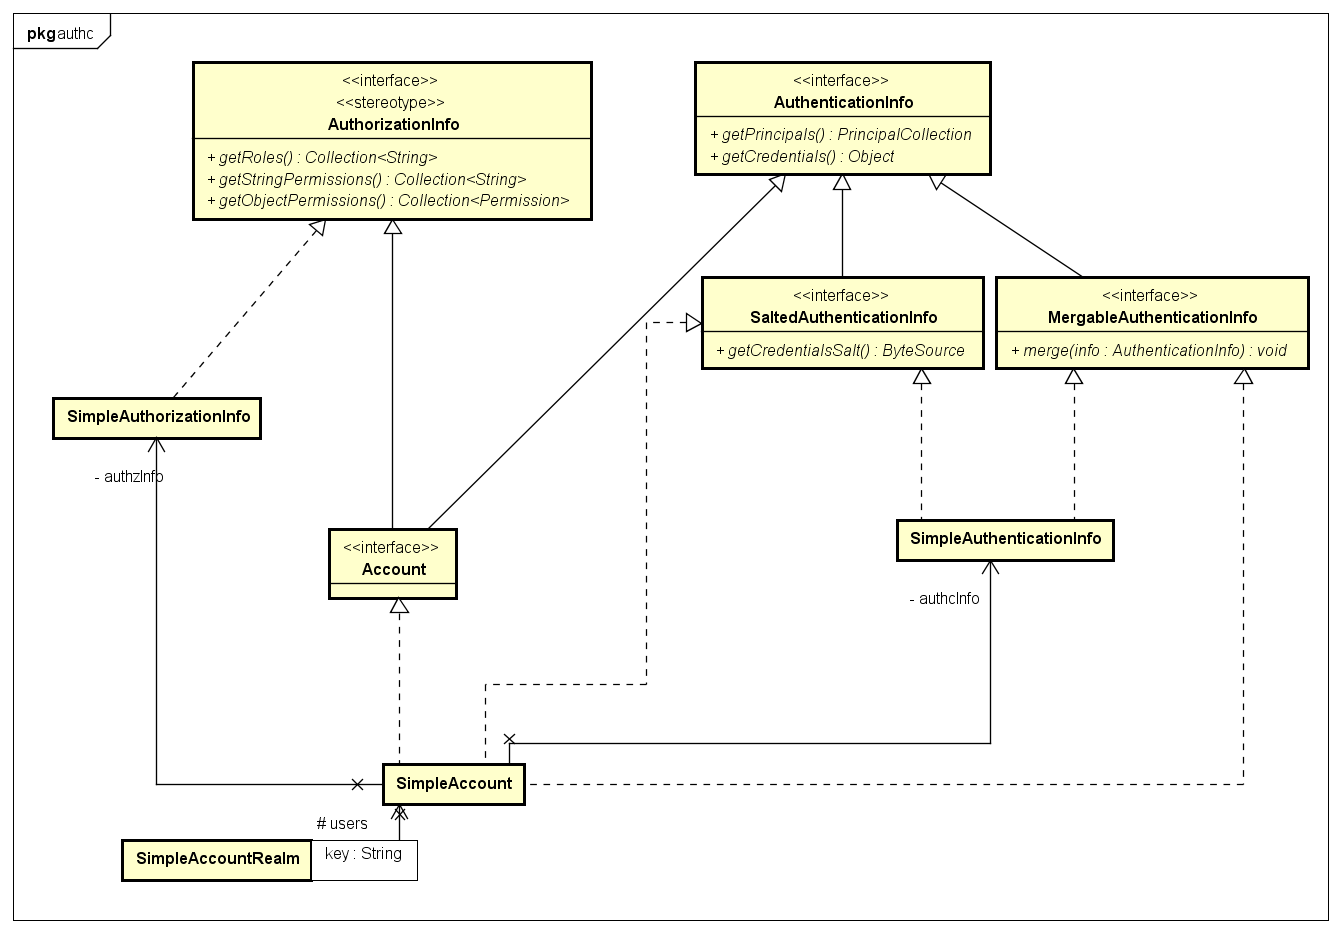 pkg authc
<<interface>>
<<stereotype>>
AuthorizationInfo
+ getRoles() : Collection<String>
+ getStringPermissions() : Collection<String>
+ getObjectPermissions() : Collection<Permission>
<<interface>>
AuthenticationInfo
+ getPrincipals() : PrincipalCollection
+ getCredentials() : Object
<<interface>>
SaltedAuthenticationInfo
+ getCredentialsSalt() : ByteSource
<<interface>>
MergableAuthenticationInfo
+ merge(info : AuthenticationInfo) : void
SimpleAuthorizationInfo
- authzInfo
<<interface>>
Account
SimpleAuthenticationInfo
- authcInfo
SimpleAccount
# users
SimpleAccountRealm
key : String